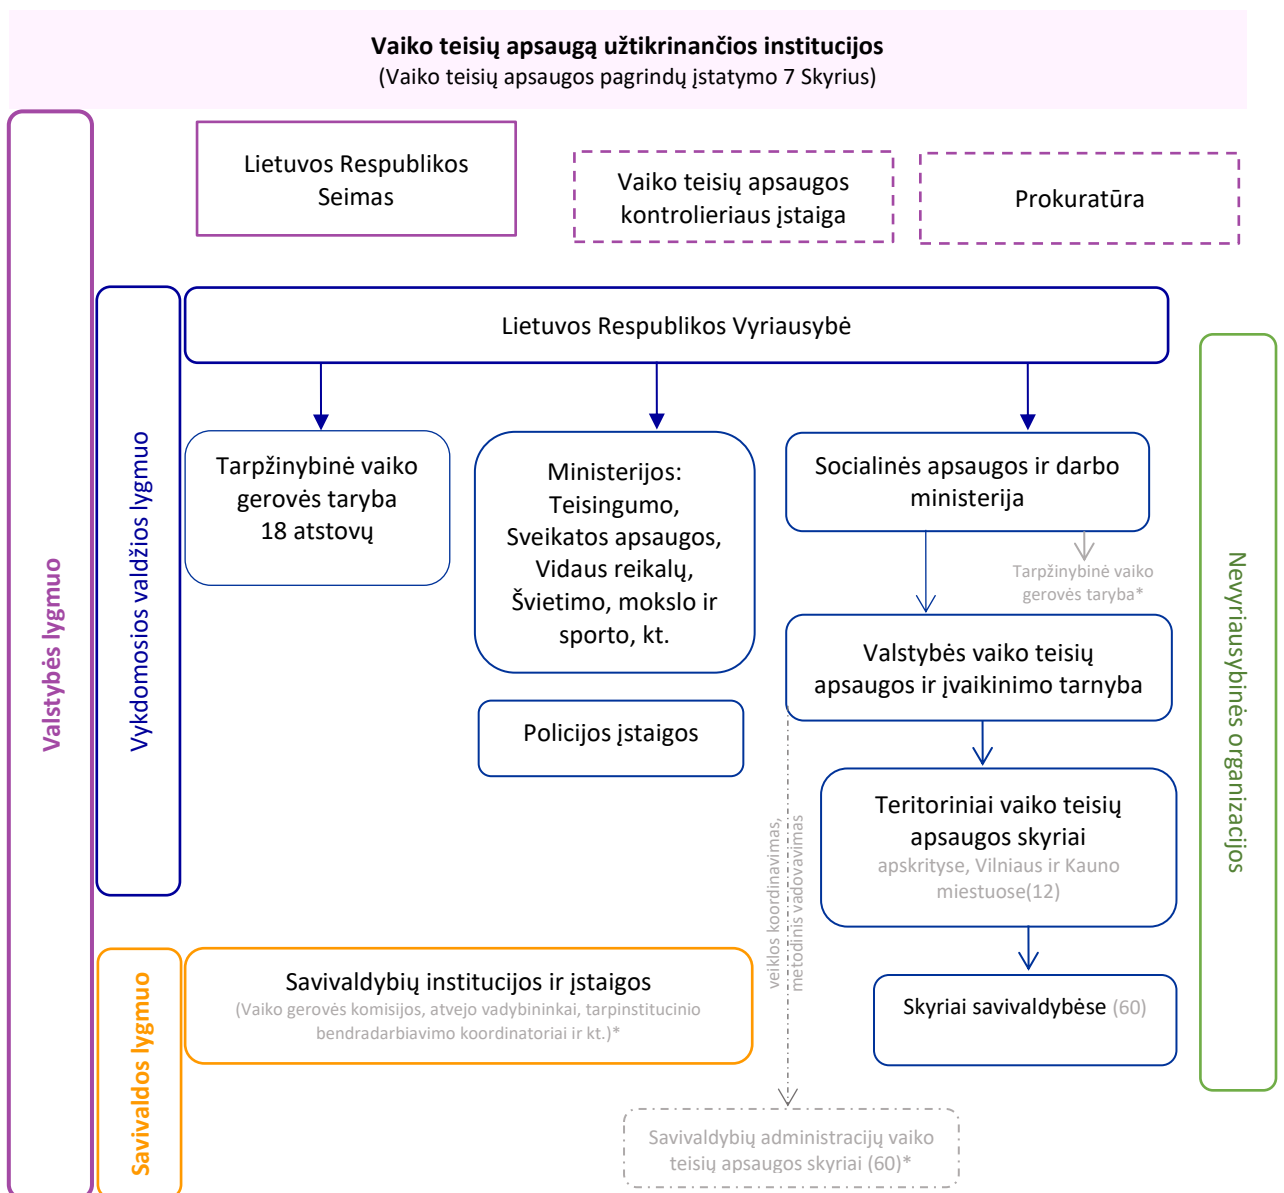 Vaiko teisių apsaugą užtikrinančios institucijos
(Vaiko teisių apsaugos pagrindų įstatymo 7 Skyrius)
Valstybės lygmuo
Lietuvos Respublikos
Seimas
Vaiko teisių apsaugos
kontrolieriaus įstaiga
Prokuratūra
Vykdomosios valdžios lygmuo
Lietuvos Respublikos Vyriausybė
Tarpžinybinė vaiko
gerovės taryba
18 atstovų
Ministerijos:
Teisingumo,
Sveikatos apsaugos,
Vidaus reikalų,
Švietimo, mokslo ir
sporto, kt.
Policijos įstaigos
Socialinės apsaugos ir darbo
ministerija
Tarpžinybinė vaiko
gerovės taryba*
Valstybės vaiko teisių
apsaugos ir įvaikinimo tarnyba
Teritoriniai vaiko teisių
apsaugos skyriai
apskrityse, Vilniaus ir Kauno
miestuose(12)
veiklos koordinavimas,
metodinis vadovavimas
Skyriai savivaldybėse (60)
Nevyriausybinės organizacijos
Savivaldos lygmuo
Savivaldybių institucijos ir įstaigos
(Vaiko gerovės komisijos, atvejo vadybininkai, tarpinstitucinio
bendradarbiavimo koordinatoriai ir kt.)*
Savivaldybių administracijų vaiko
teisių apsaugos skyriai (60)*